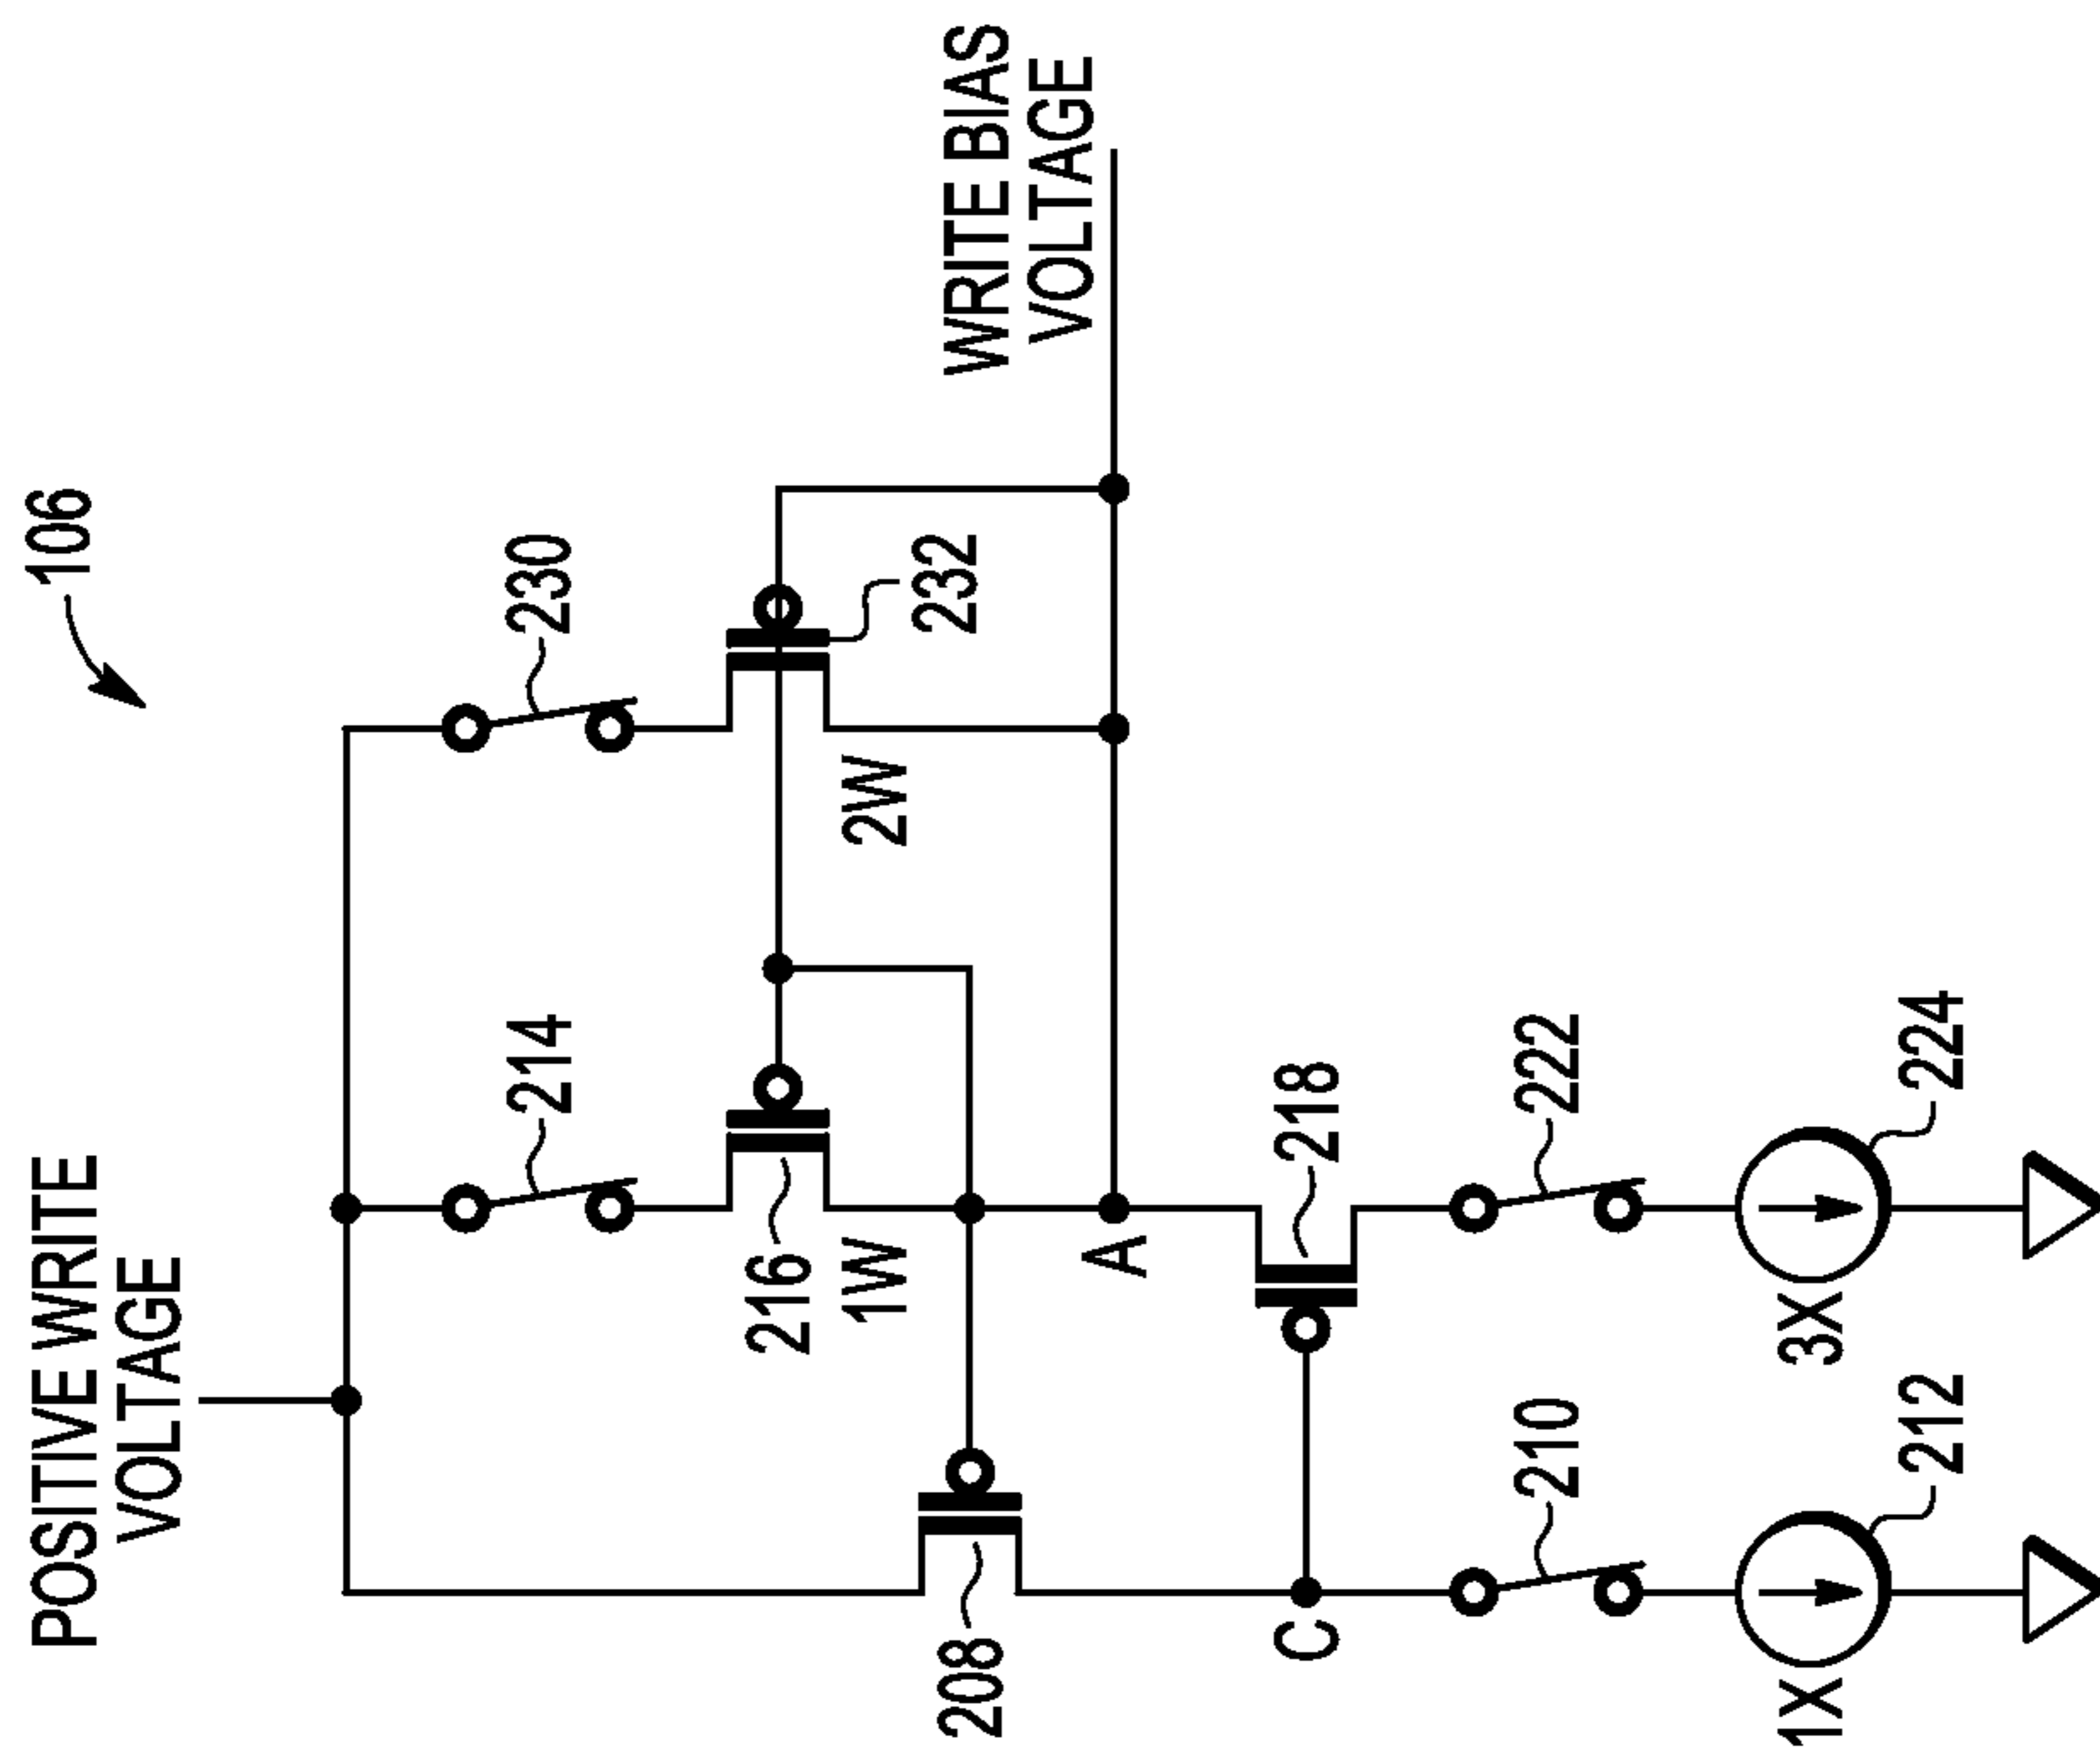 106
POSITIVE WRITE
VOLTAGE
214
230
216
1W
2W
232
WRITE BIAS
VOLTAGE
208
A
C
218
210
222
1X
212
3X
224